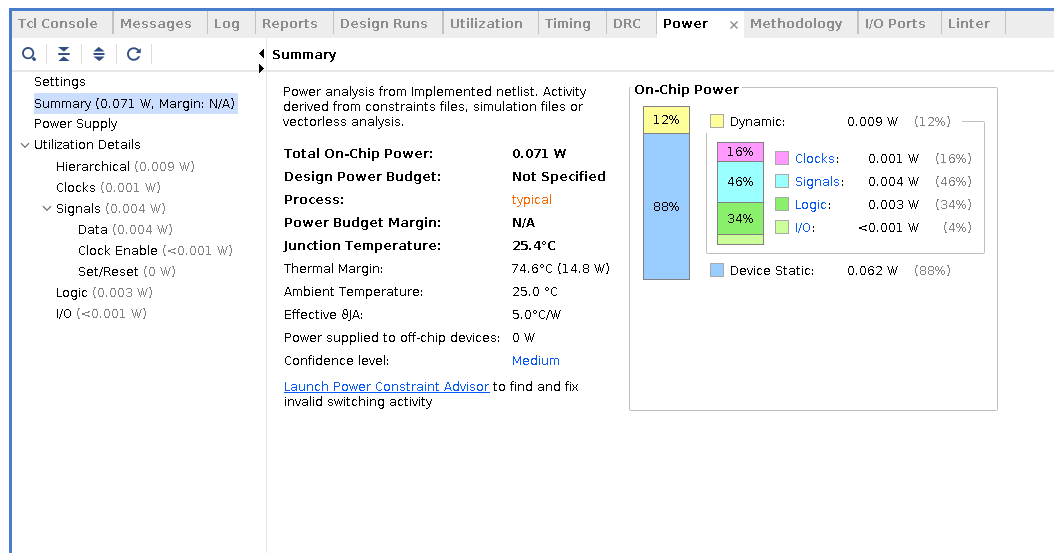 Tcl Console Messages Log Reports Design Runs Utilization Timing DRC Power × Methodology I/O Ports Linter
Summary
Settings
Summary (0.071 W, Margin: N/A)
Power Supply
Utilization Details
Hierarchical (0.009 W)
Clocks (0.001 W)
Signals (0.004 W)
Data (0.004 W)
Clock Enable (<0.001 W)
Set/Reset (0 W)
Logic (0.003 W)
I/O (<0.001 W)
Power analysis from Implemented netlist. Activity
derived from constraints files, simulation files or
vectorless analysis.
Total On-Chip Power: 0.071 W
Design Power Budget: Not Specified
Process: typical
Power Budget Margin: N/A
Junction Temperature: 25.4°C
Thermal Margin: 74.6°C (14.8 W)
Ambient Temperature: 25.0 °C
Effective ϑJA: 5.0°C/W
Power supplied to off-chip devices: 0 W
Confidence level: Medium
Launch Power Constraint Advisor to find and fix
invalid switching activity
On-Chip Power
12%
88%
Dynamic: 0.009 W (12%)
16%
46%
34%
Clocks: 0.001 W (16%)
Signals: 0.004 W (46%)
Logic: 0.003 W (34%)
I/O: <0.001 W (4%)
Device Static: 0.062 W (88%)